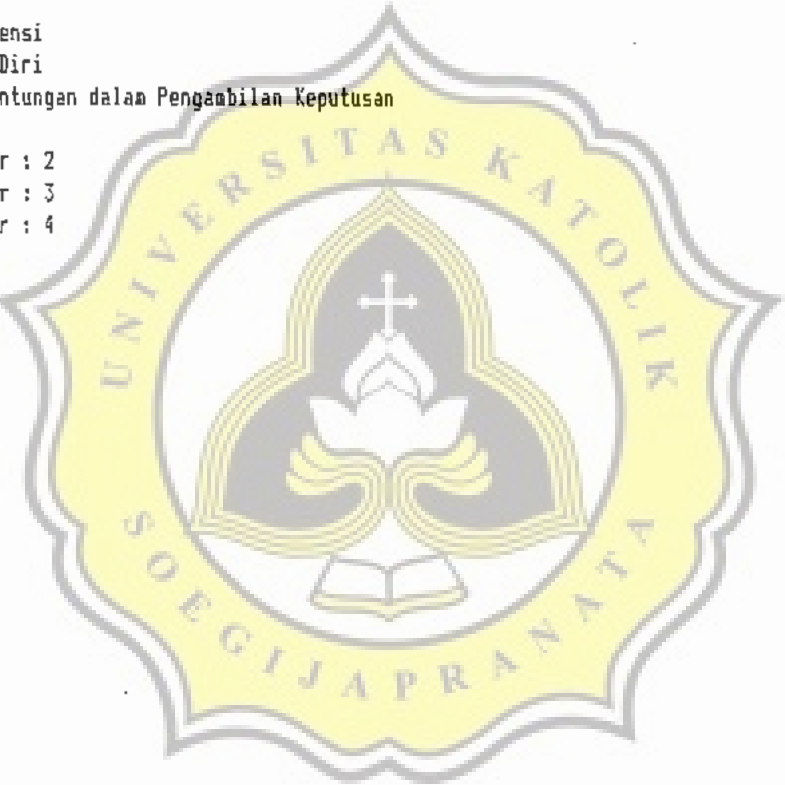 ensi
Diri
ntungan dalam Pengambilan Keputusan
r : 2
r : 3
r : 4
UNIVERSITAS KATOLIK
SOEGIJAPRANATA